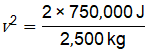 v² = 2 × 750,000 J / 2,500 kg